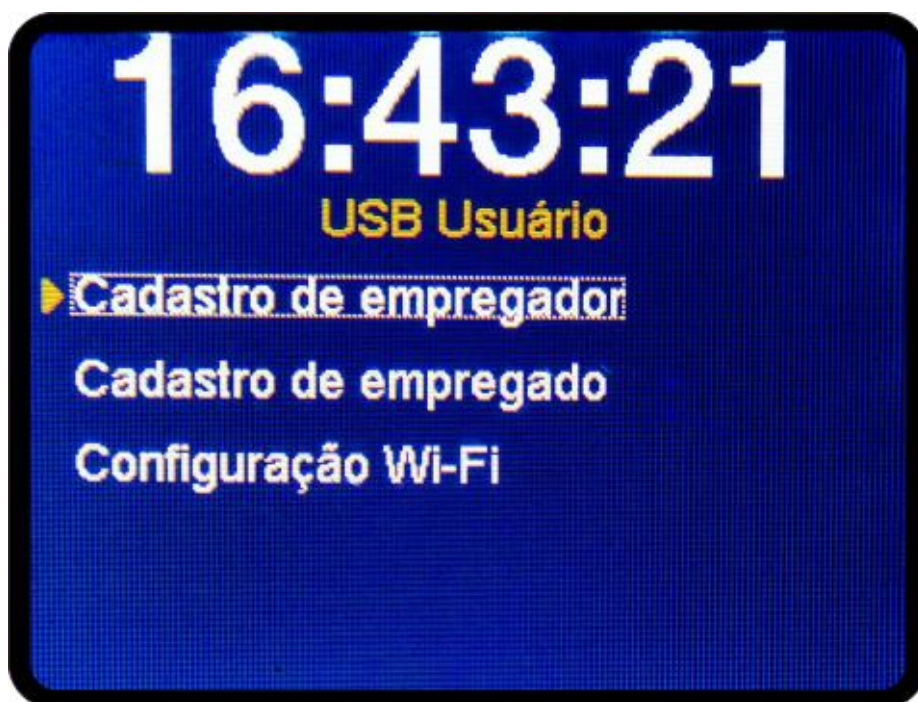 16:43:21
USB Usuário
Cadastro de empregador
Cadastro de empregado
Configuração Wi-Fi